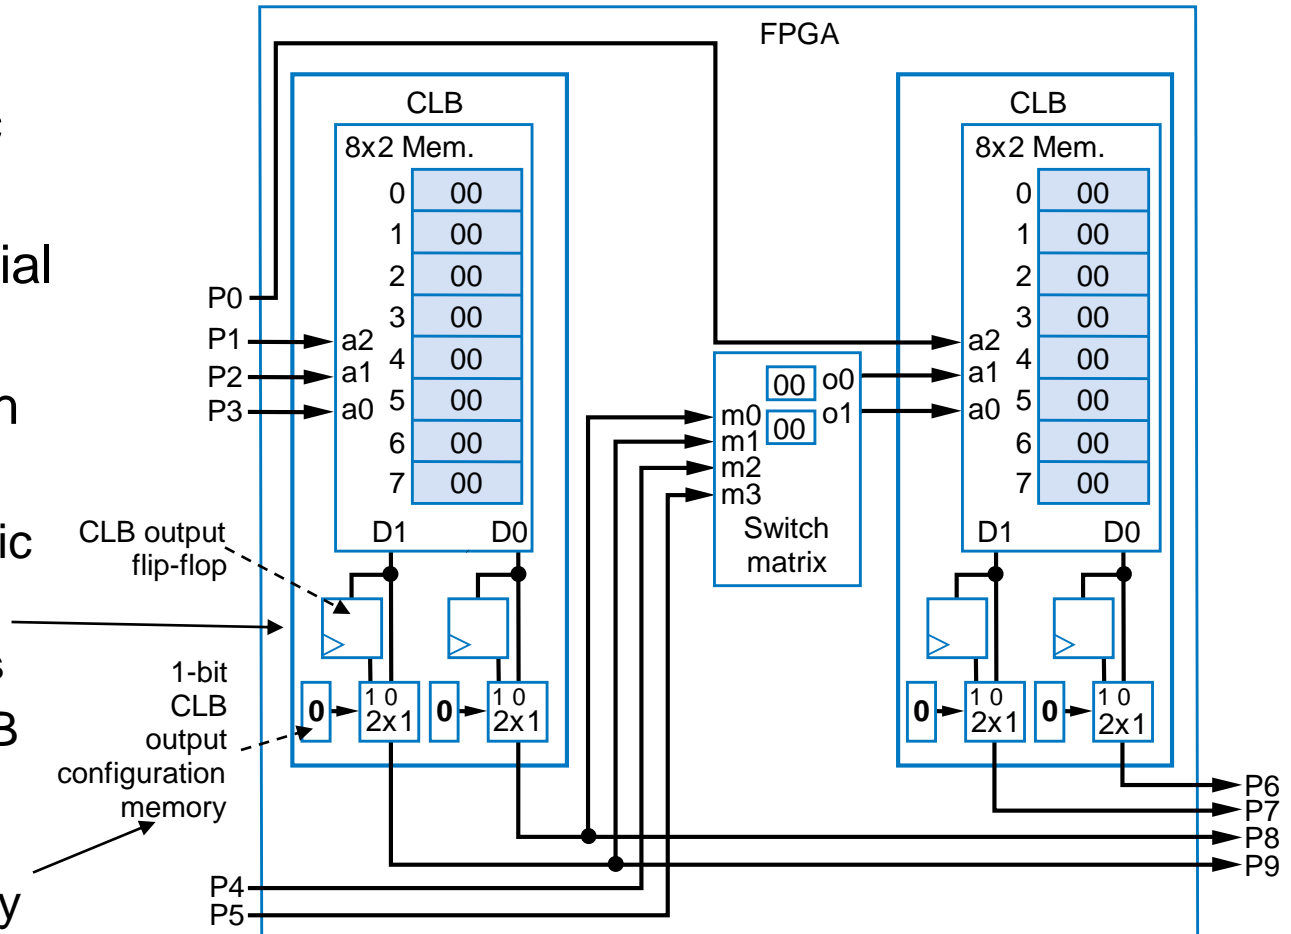 FPGA
CLB
8x2 Mem.
0 00
1 00
2 00
3 00
4 00
5 00
6 00
7 00
a2
a1
a0
D1 D0
1 0
2x1
0
1 0
2x1
0
P0
P1
P2
P3
P4
P5
CLB output
flip-flop
1-bit
CLB
output
configuration
memory
00 o0
00 o1
m0
m1
m2
m3
Switch
matrix
CLB
8x2 Mem.
0 00
1 00
2 00
3 00
4 00
5 00
6 00
7 00
a2
a1
a0
D1 D0
1 0
2x1
0
1 0
2x1
0
P6
P7
P8
P9
ial
n
ic
s
B
y